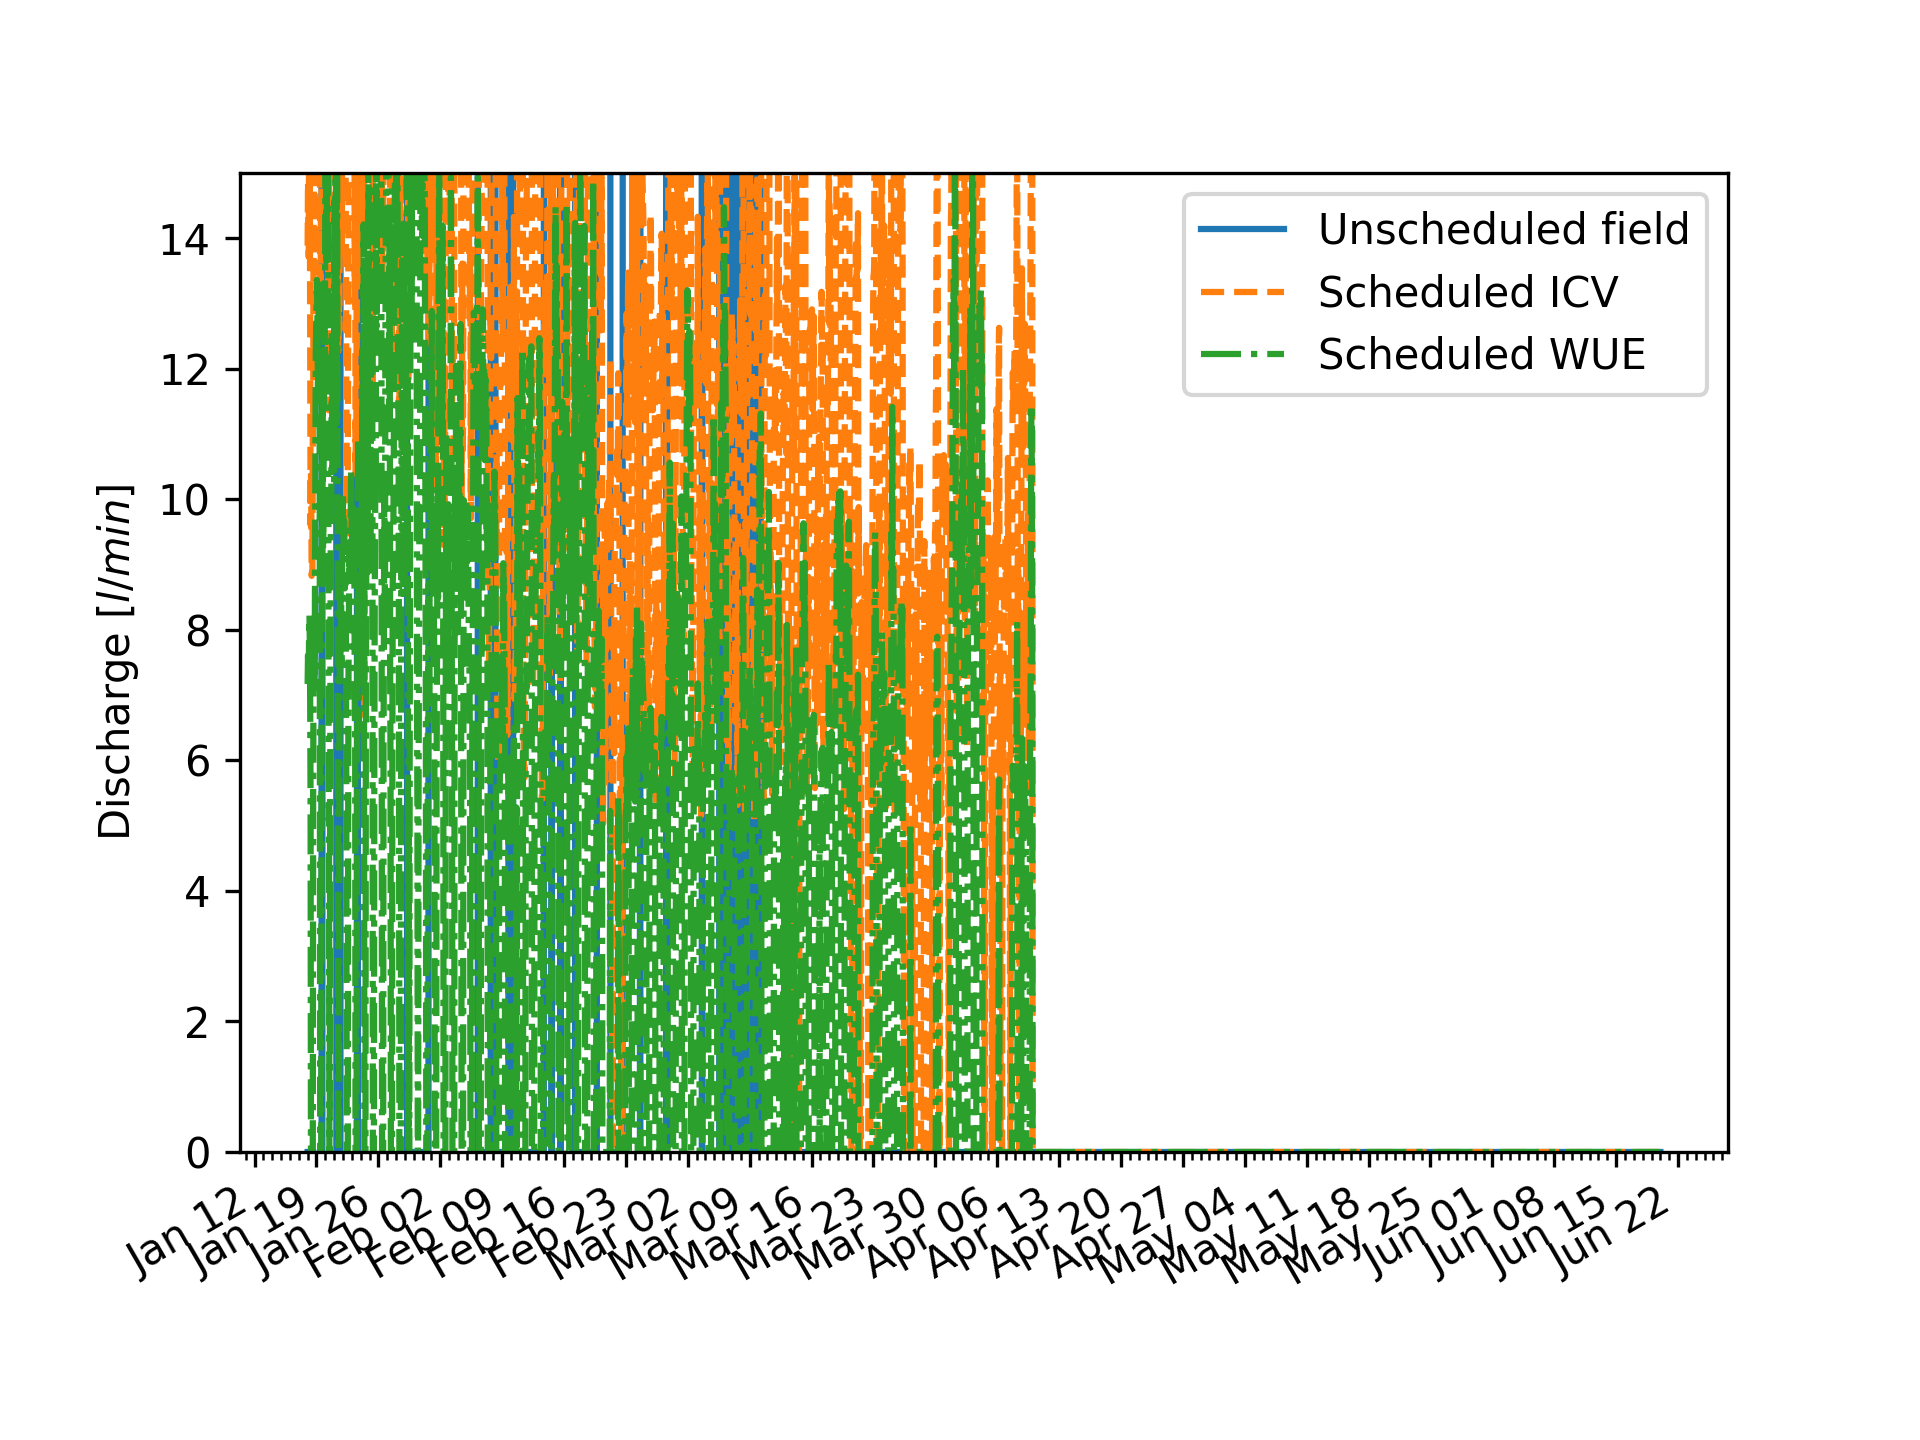 Unscheduled field
Scheduled ICV
Scheduled WUE
Discharge [l/min]
14
12
10
8
6
4
2
0
Jan 12
Jan 19
Jan 26
Feb 02
Feb 09
Feb 16
Feb 23
Mar 02
Mar 09
Mar 16
Mar 23
Mar 30
Apr 06
Apr 13
Apr 20
Apr 27
May 04
May 11
May 18
May 25
Jun 01
Jun 08
Jun 15
Jun 22